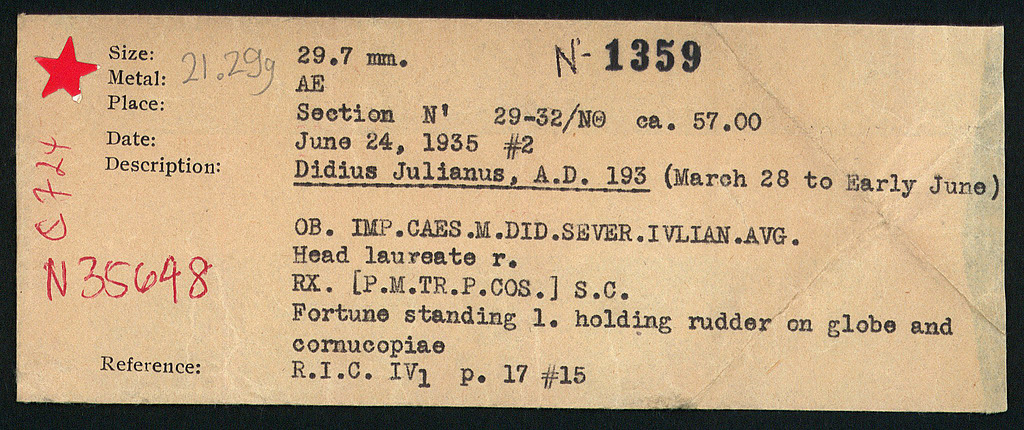 Size: 21.29g 29.7 mm. N- 1359
Metal: AE
Place: Section N' 29-32/NΘ ca. 57.00
Date: June 24, 1935 #2
Description: Didius Julianus, A.D. 193 (March 28 to Early June)
OB. IMP.CAES.M.DID.SEVER.IVLIAN.AVG.
Head laureate r.
RX. [P.M.TR.P.COS.] S.C.
Fortune standing l. holding rudder on globe and
cornucopiae
Reference: R.I.C. IV1 p. 17 #15
N35648